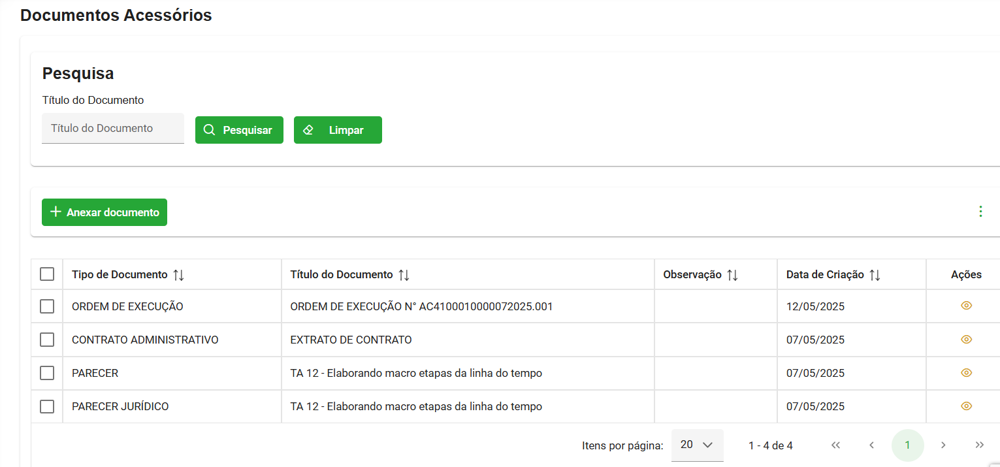 Documentos Acessórios
Pesquisa
Título do Documento
Título do Documento Pesquisar Limpar
Anexar documento
Tipo de Documento Título do Documento Observação Data de Criação Ações
ORDEM DE EXECUÇÃO ORDEM DE EXECUÇÃO N° AC4100010000072025.001 12/05/2025
CONTRATO ADMINISTRATIVO EXTRATO DE CONTRATO 07/05/2025
PARECER TA 12 - Elaborando macro etapas da linha do tempo 07/05/2025
PARECER JURÍDICO TA 12 - Elaborando macro etapas da linha do tempo 07/05/2025
Itens por página: 20 1 - 4 de 4 1